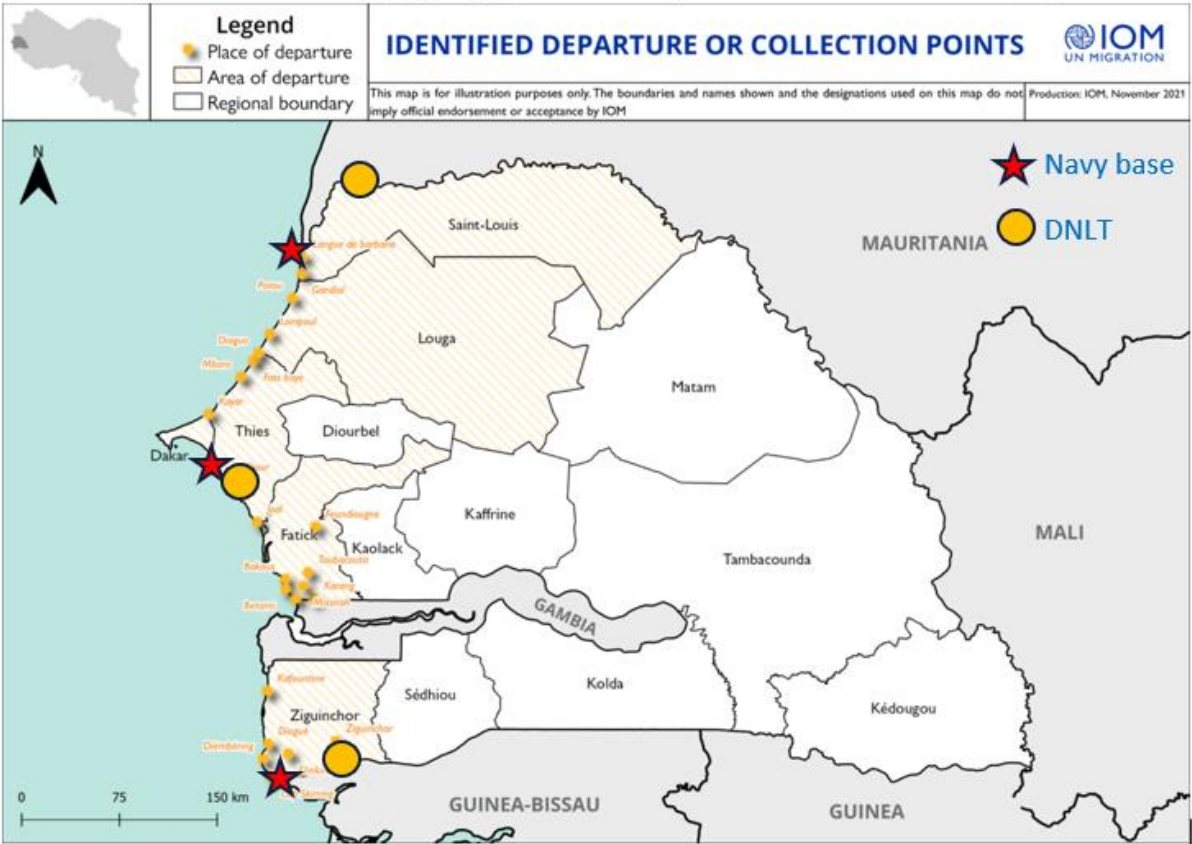 Legend
Place of departure
Area of departure
Regional boundary
IDENTIFIED DEPARTURE OR COLLECTION POINTS
IOM
UN MIGRATION
This map is for illustration purposes only. The boundaries and names shown and the designations used on this map do not
imply official endorsement or acceptance by IOM
Production: IOM, November 2021
N
Navy base
DNLT
Saint-Louis
MAURITANIA
Langue de barbarie
Gandiol
Potou
Lompoul
Diogue
Louga
Mboro
Fass boye
Matam
Kayar
Thies
Diourbel
Dakar
Kaffrine
Foundiougne
Fatick
Kaolack
MALI
Tambacounda
Toubacouta
Karang
Missirah
GAMBIA
Kafountine
Sédhiou
Kolda
Kédougou
Ziguinchor
Diogué
Ziguinchor
Diembéring
0 75 150 km
GUINEA-BISSAU
GUINEA